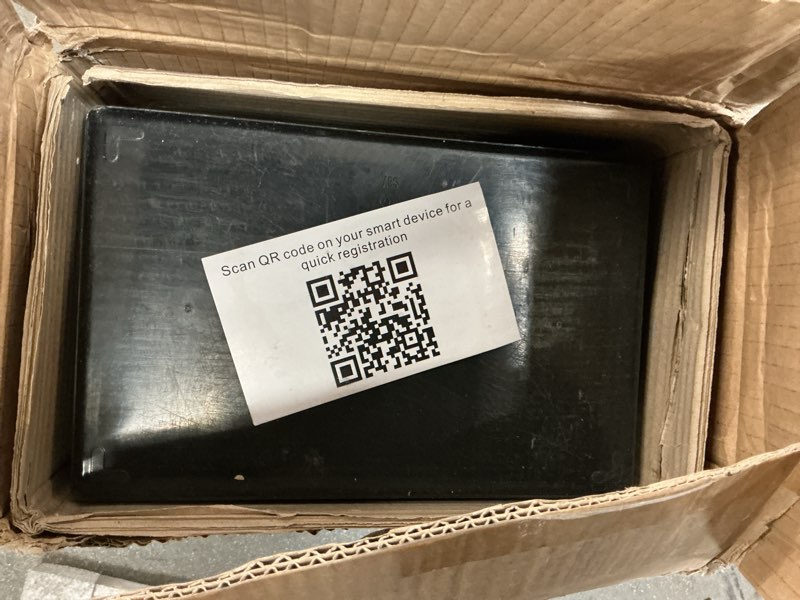 Scan QR code on your smart device for a
quick registration